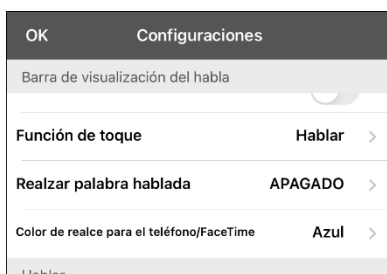 OK Configuraciones
Barra de visualización del habla
Función de toque Hablar
Realzar palabra hablada APAGADO
Color de realce para el teléfono/FaceTime Azul
Hablar